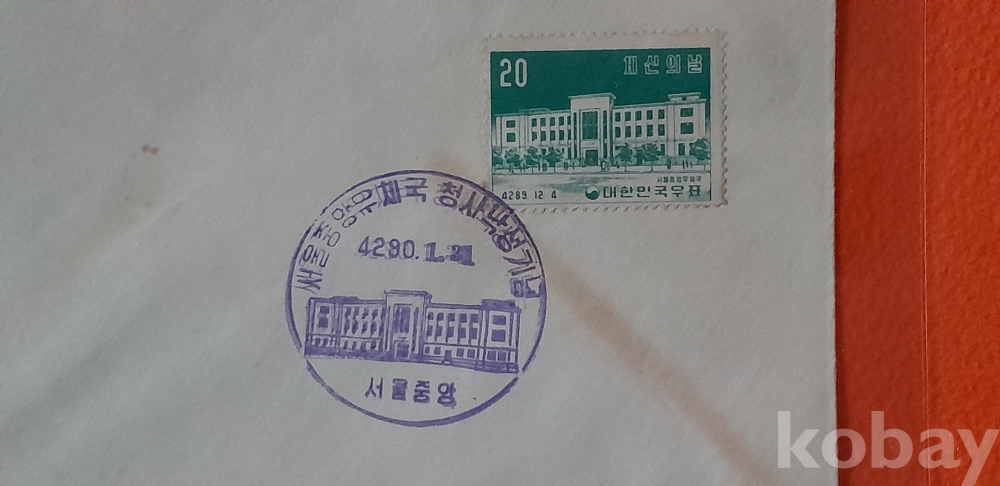 20 체신의 날
서울중앙우체국
4289. 12. 4 대한민국우표
서울중앙우체국 청사낙성기념
4290.1.31
서울중앙
kobay